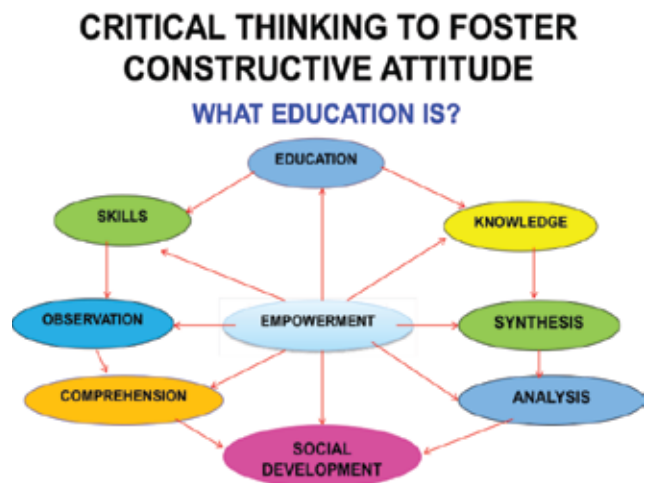 CRITICAL THINKING TO FOSTER
CONSTRUCTIVE ATTITUDE
WHAT EDUCATION IS?
EDUCATION
SKILLS
KNOWLEDGE
OBSERVATION
EMPOWERMENT
SYNTHESIS
COMPREHENSION
ANALYSIS
SOCIAL
DEVELOPMENT